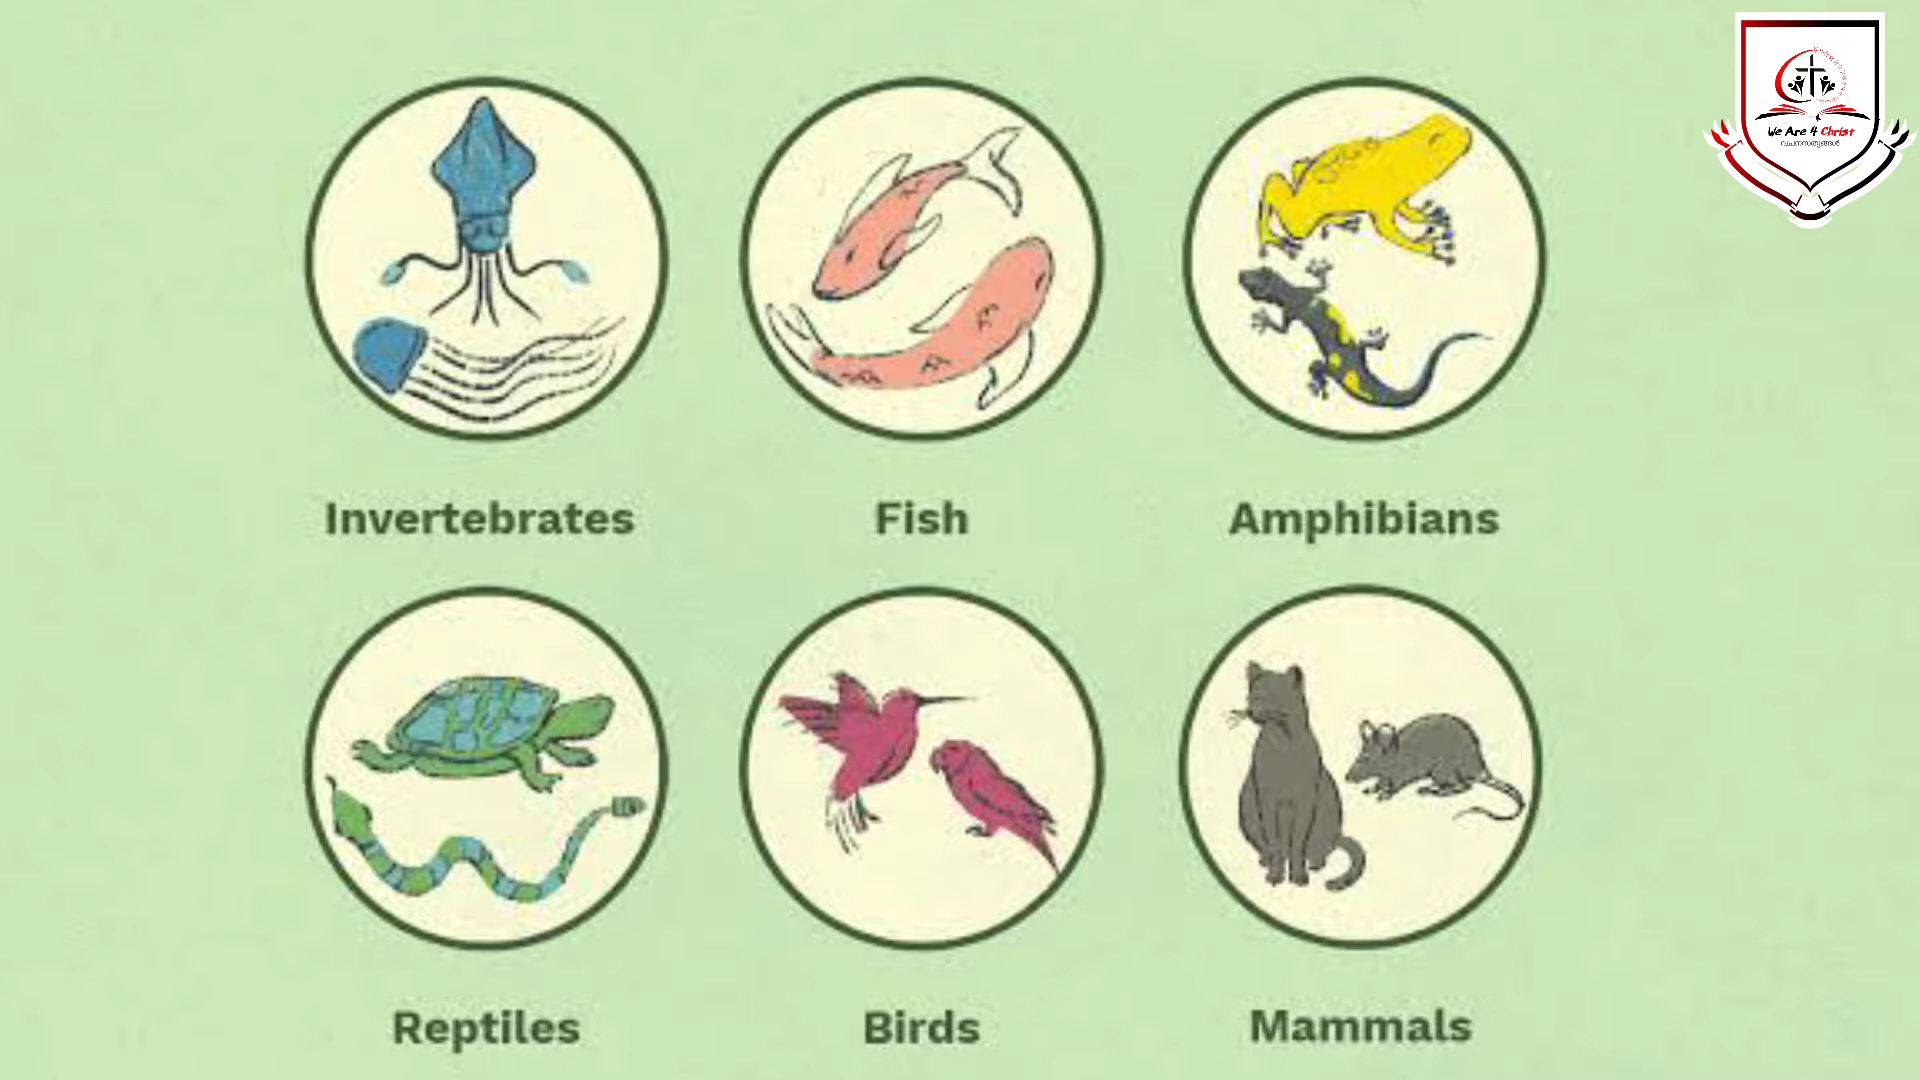 We Are 4 Christ
Invertebrates
Fish
Amphibians
Reptiles
Birds
Mammals